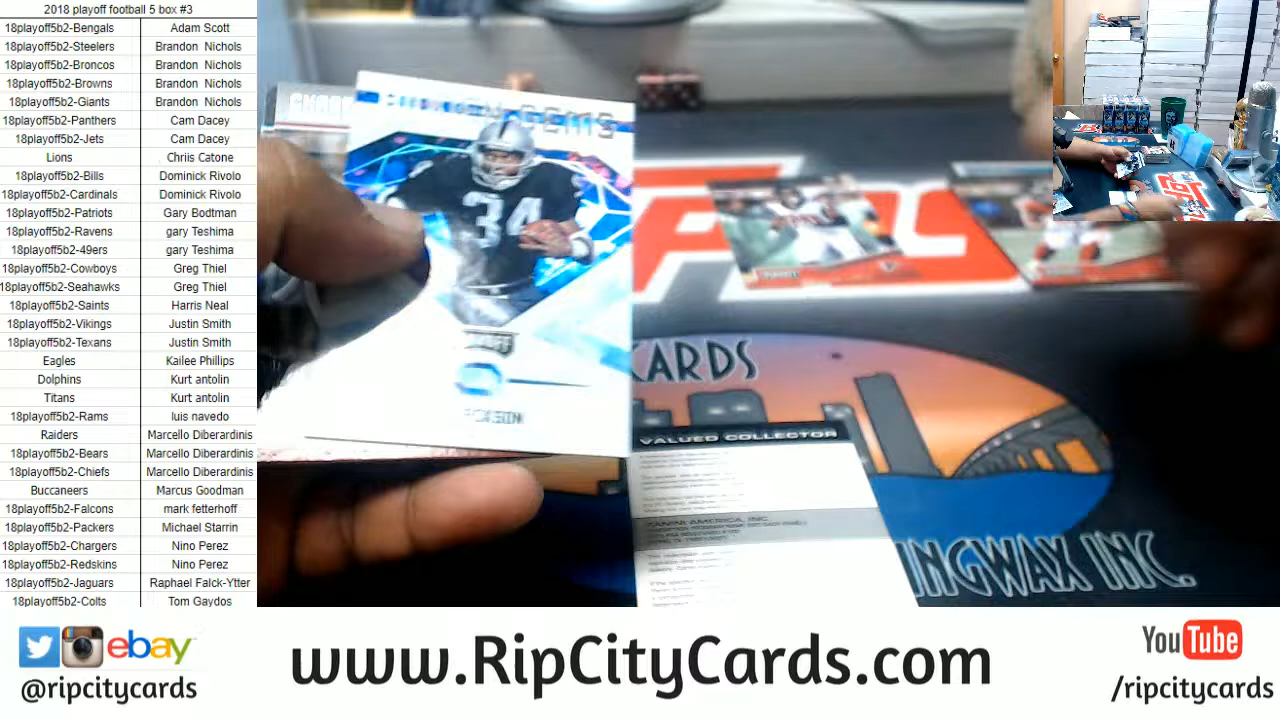 2018 playoff football 5 box #3
18playoff5b2-Bengals Adam Scott
18playoff5b2-Steelers Brandon Nichols
18playoff5b2-Broncos Brandon Nichols
18playoff5b2-Browns Brandon Nichols
18playoff5b2-Giants Brandon Nichols
18playoff5b2-Panthers Cam Dacey
18playoff5b2-Jets Cam Dacey
Lions Chriis Catone
18playoff5b2-Bills Dominick Rivolo
18playoff5b2-Cardinals Dominick Rivolo
18playoff5b2-Patriots Gary Bodtman
18playoff5b2-Ravens gary Teshima
18playoff5b2-49ers gary Teshima
18playoff5b2-Cowboys Greg Thiel
18playoff5b2-Seahawks Greg Thiel
18playoff5b2-Saints Harris Neal
18playoff5b2-Vikings Justin Smith
18playoff5b2-Texans Justin Smith
Eagles Kailee Phillips
Dolphins Kurt antolin
Titans Kurt antolin
18playoff5b2-Rams luis navedo
Raiders Marcello Diberardinis
18playoff5b2-Bears Marcello Diberardinis
18playoff5b2-Chiefs Marcello Diberardinis
Buccaneers Marcus Goodman
18playoff5b2-Falcons mark fetterhoff
18playoff5b2-Packers Michael Starrin
18playoff5b2-Chargers Nino Perez
Nino Perez
18playoff5b2-Jaguars Raphael Falck-Ytter
18playoff5b2-Colts Tom Gaydosh
GEMS
34
CARDS
VALUED COLLECTOR
PANINI AMERICA, INC.
INGWAX INC.
ebay
@ripcitycards
www.RipCityCards.com
YouTube
/ripcitycards